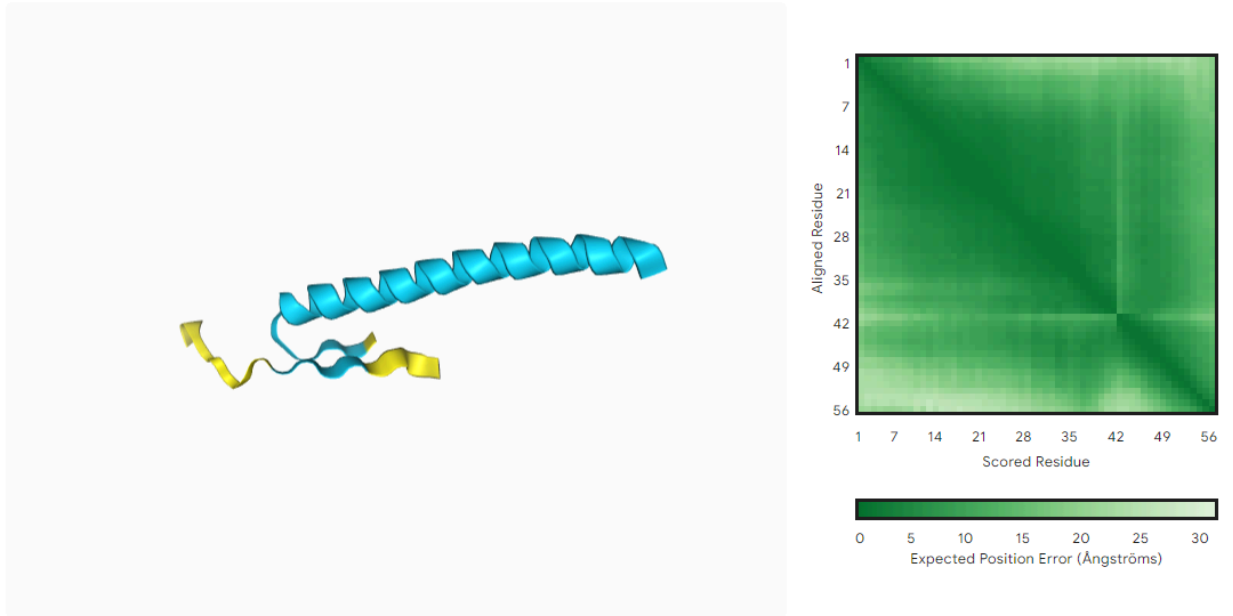 1
7
14
21
28
35
42
49
56
Aligned Residue
1 7 14 21 28 35 42 49 56
Scored Residue
0 5 10 15 20 25 30
Expected Position Error (Ångströms)